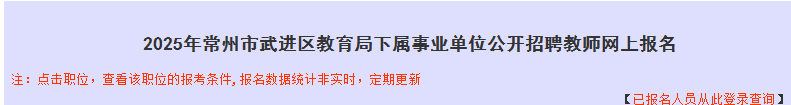 2025年常州市武进区教育局下属事业单位公开招聘教师网上报名
注：点击职位，查看该职位的报考条件,报名数据统计非实时，定期更新
【已报名人员从此登录查询】